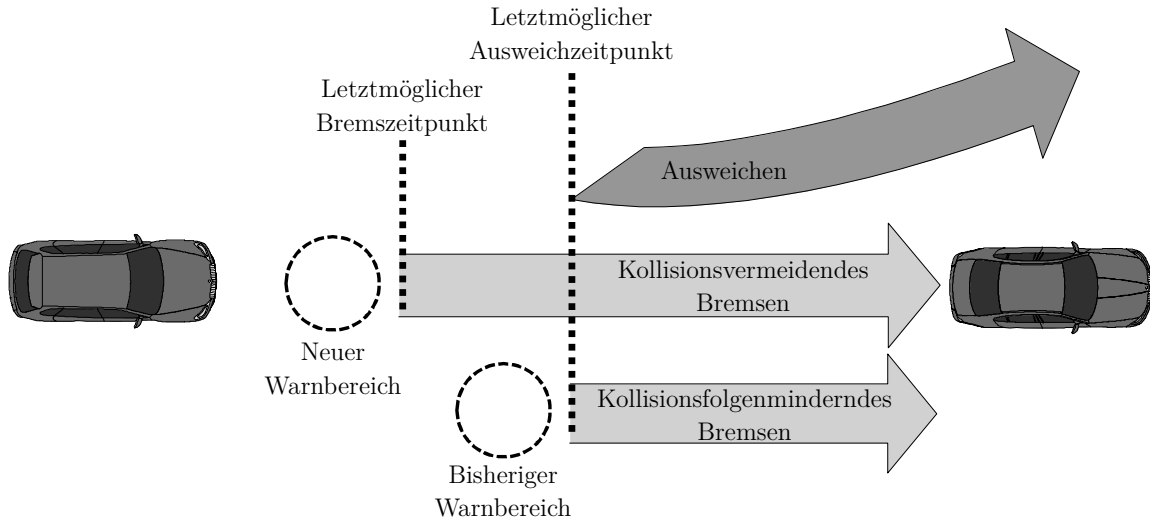 Letztmöglicher
Ausweichzeitpunkt
Letztmöglicher
Bremszeitpunkt
Ausweichen
Kollisionsvermeidendes
Bremsen
Neuer
Warnbereich
Kollisionsfolgenminderndes
Bremsen
Bisheriger
Warnbereich